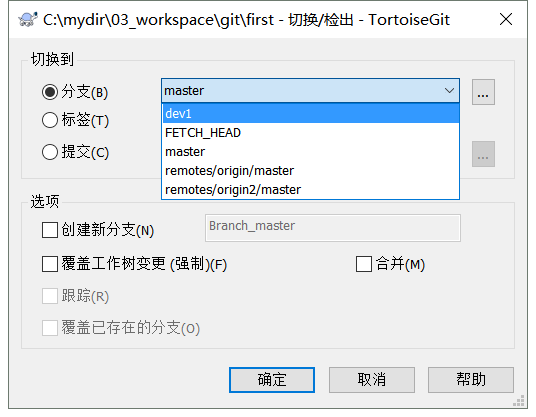 C:\mydir\03_workspace\git\first - 切换/检出 - TortoiseGit
切换到
分支(B)
master
...
dev1
标签(T)
FETCH_HEAD
master
提交(C)
...
remotes/origin/master
remotes/origin2/master
选项
创建新分支(N)
Branch_master
覆盖工作树变更 (强制)(F)
合并(M)
跟踪(R)
覆盖已存在的分支(O)
确定
取消
帮助